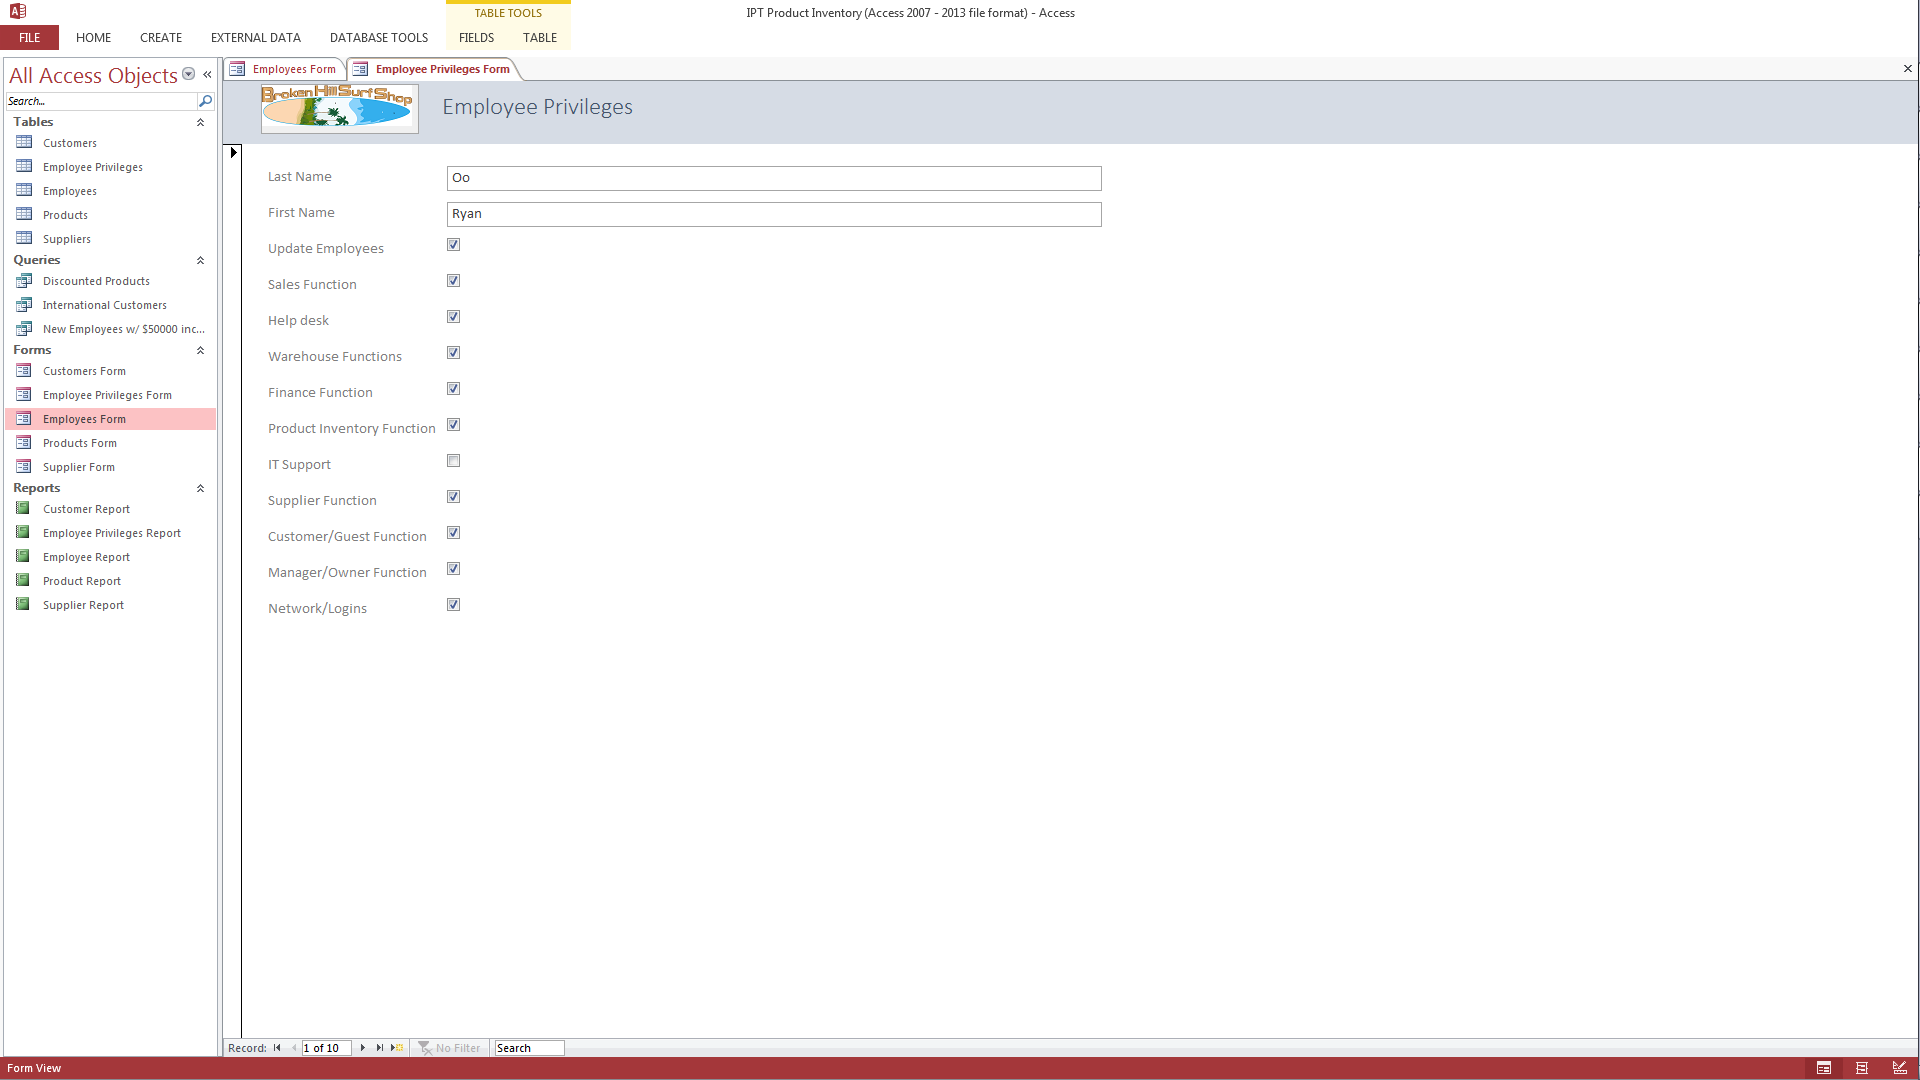 TABLE TOOLS
IPT Product Inventory (Access 2007 - 2013 file format) - Access
FILE HOME CREATE EXTERNAL DATA DATABASE TOOLS FIELDS TABLE
All Access Objects
Search...
Tables
Customers
Employee Privileges
Employees
Products
Suppliers
Queries
Discounted Products
International Customers
New Employees w/ $50000 inc...
Forms
Customers Form
Employee Privileges Form
Employees Form
Products Form
Supplier Form
Reports
Customer Report
Employee Privileges Report
Employee Report
Product Report
Supplier Report
Employees Form
Employee Privileges Form
Broken Hill Surf Shop
Employee Privileges
Last Name Oo
First Name Ryan
Update Employees
Sales Function
Help desk
Warehouse Functions
Finance Function
Product Inventory Function
IT Support
Supplier Function
Customer/Guest Function
Manager/Owner Function
Network/Logins
Record: 1 of 10 No Filter Search
Form View